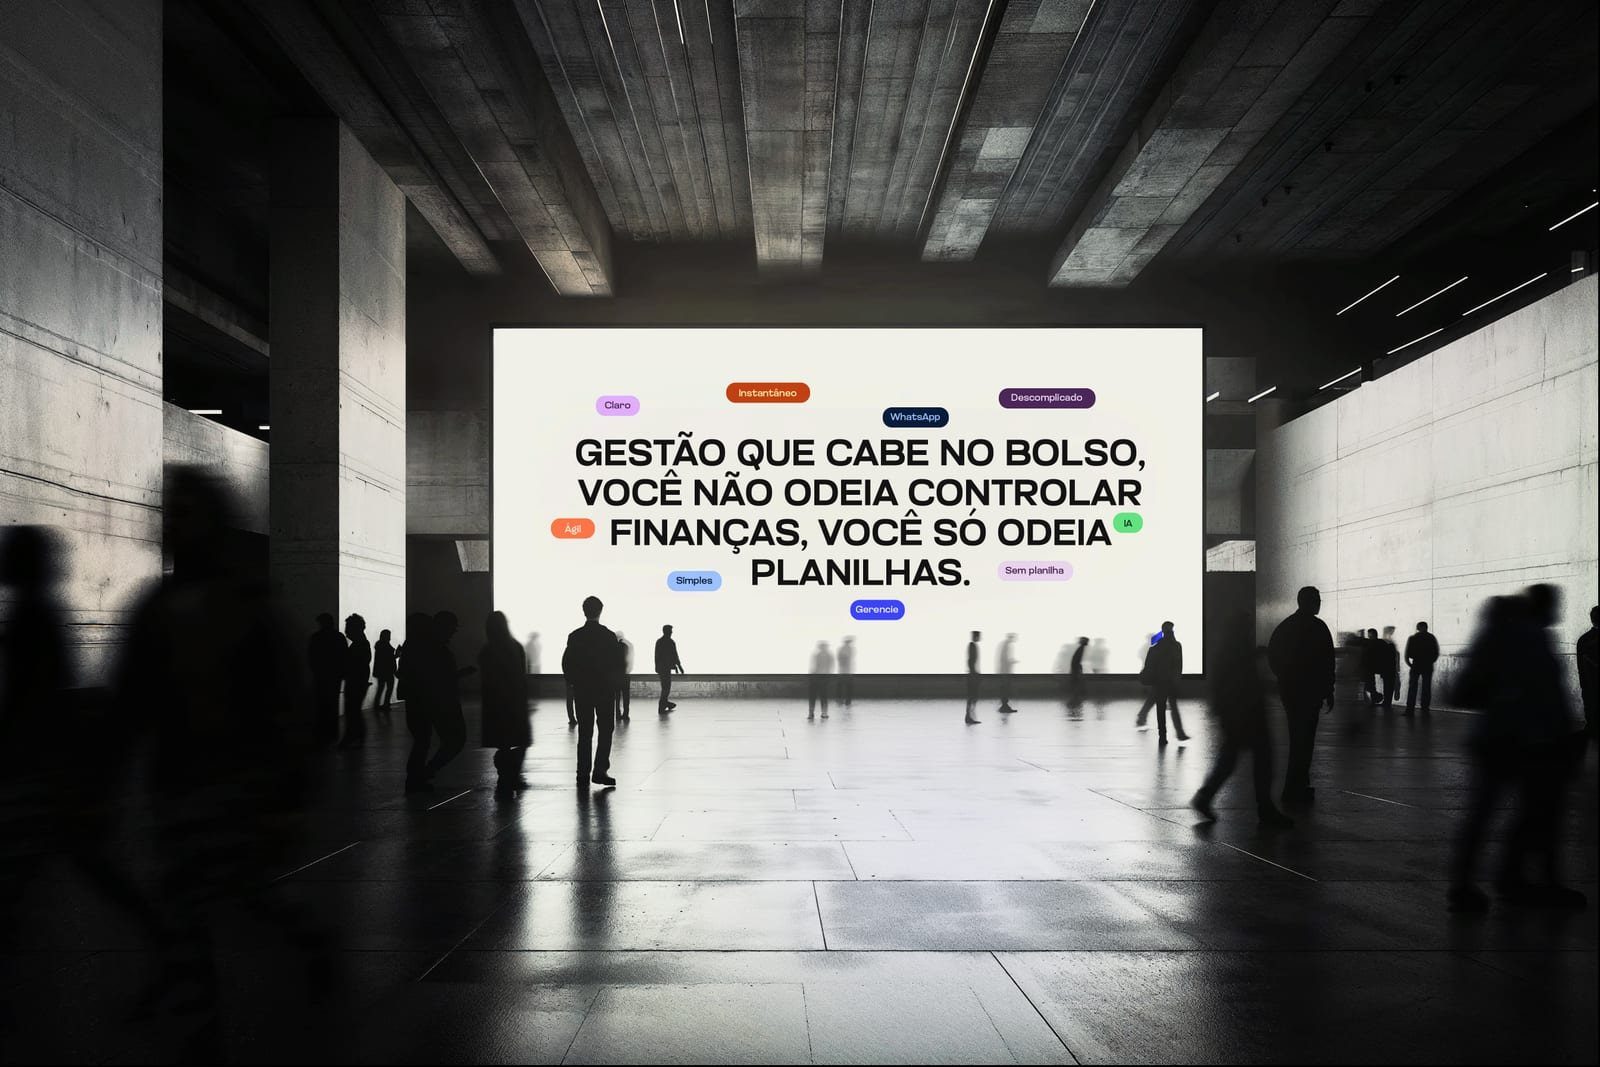 Claro
Instantâneo
WhatsApp
Descomplicado
GESTÃO QUE CABE NO BOLSO,
VOCÊ NÃO ODEIA CONTROLAR
FINANÇAS, VOCÊ SÓ ODEIA
PLANILHAS.
Ágil
IA
Simples
Sem planilha
Gerencie